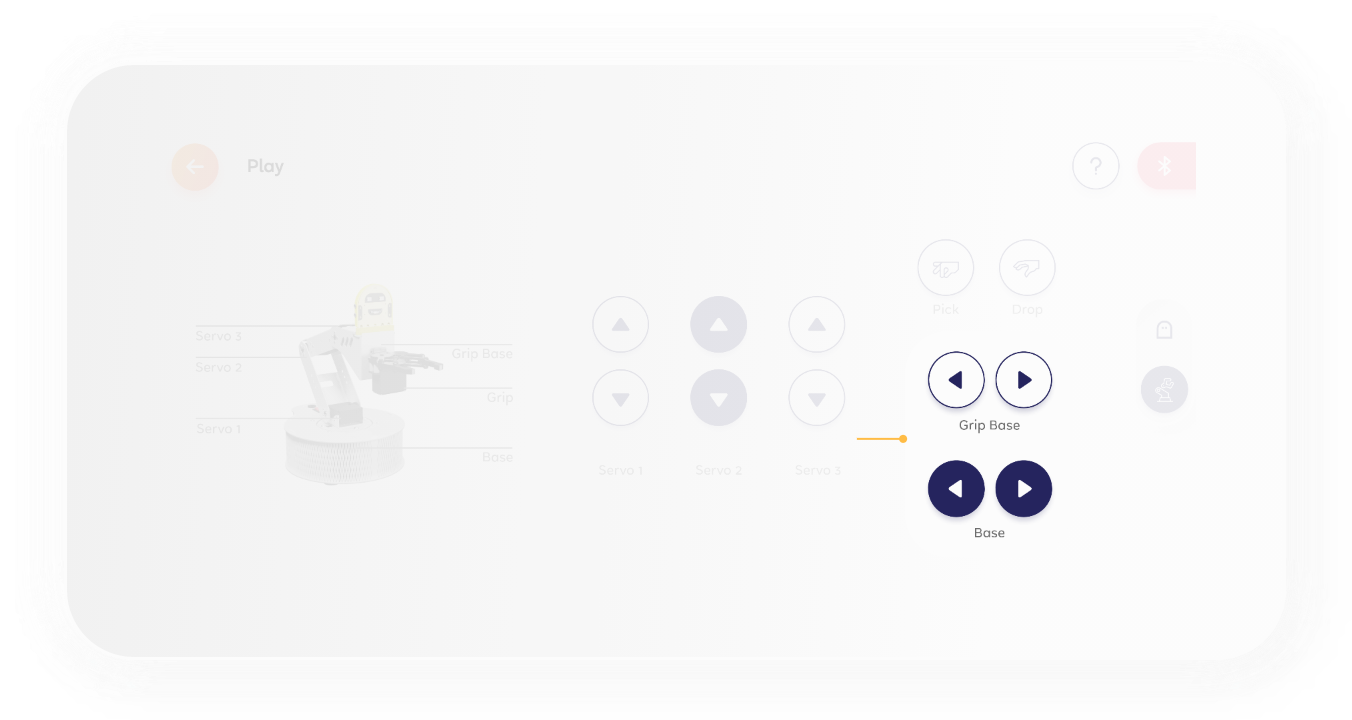 Play
?
Pick
Drop
Servo 3
Servo 2
Servo 1
Grip Base
Grip
Base
Servo 1
Servo 2
Servo 3
Grip Base
Base